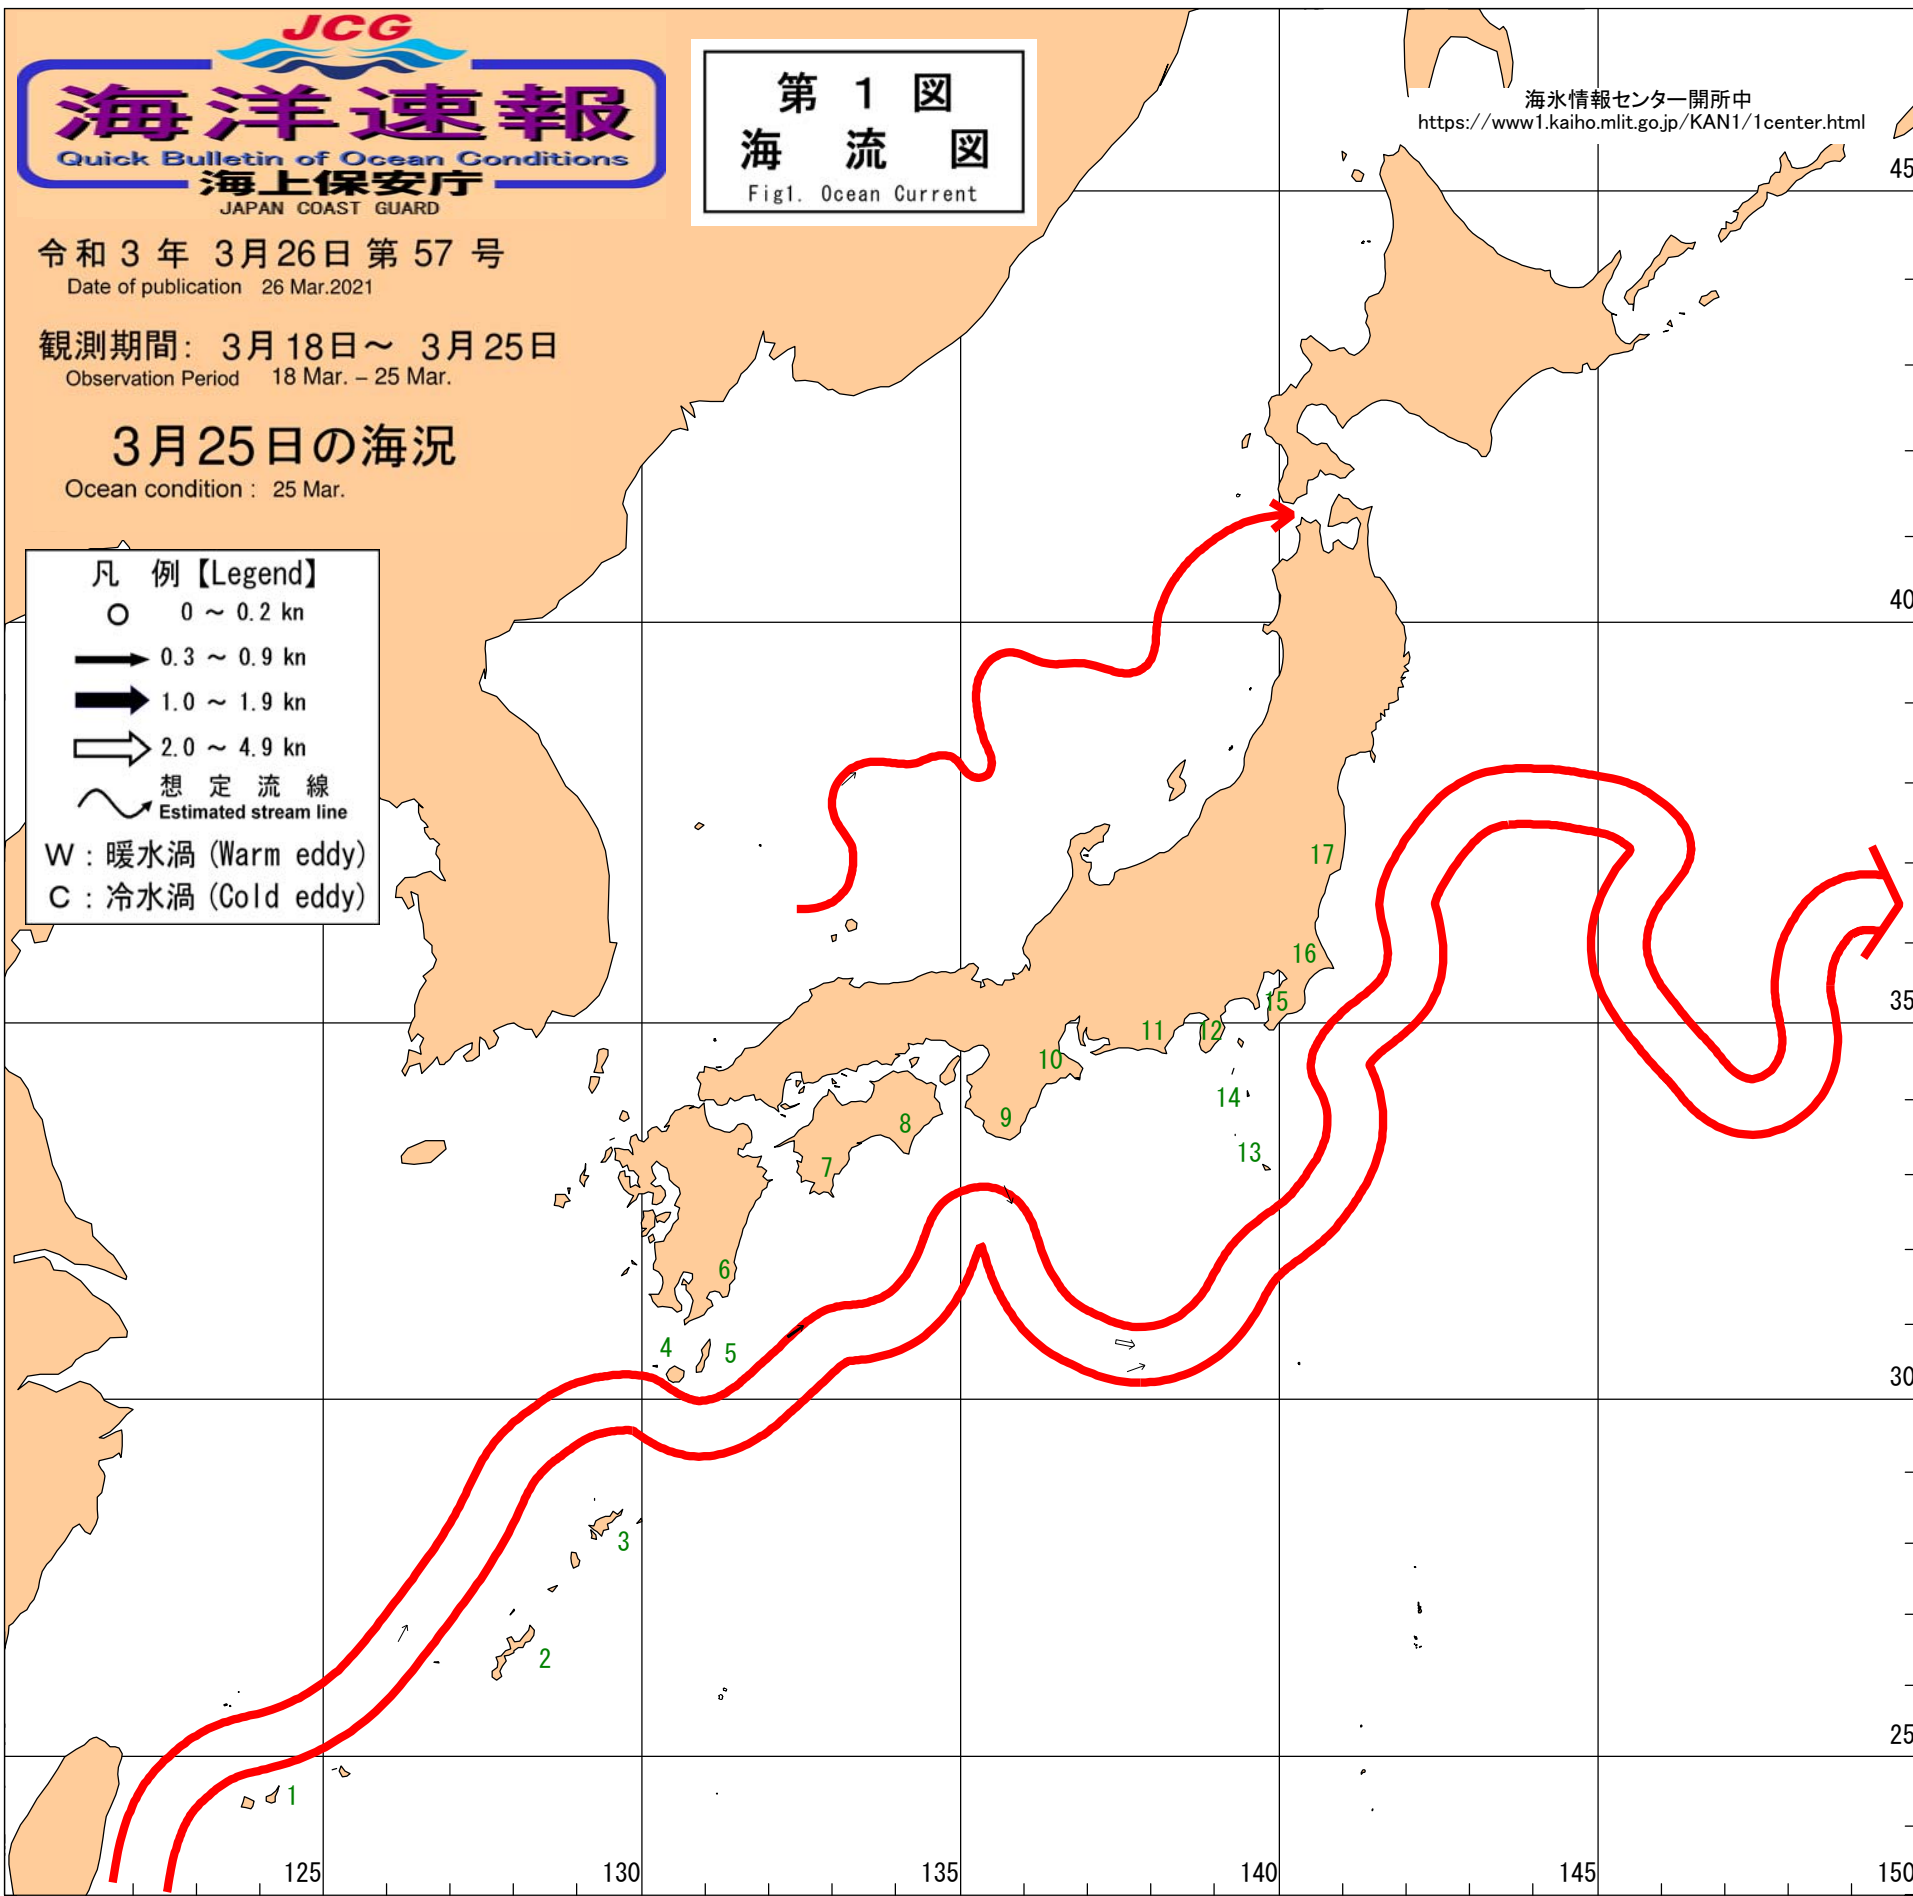 JCG
海洋速報
Quick Bulletin of Ocean Conditions
海上保安庁
JAPAN COAST GUARD
第 1 図
海 流 図
Fig1. Ocean Current
海氷情報センター開所中
https://www1.kaiho.mlit.go.jp/KAN1/1center.html
令和 3 年 3月26日 第 57 号
Date of publication 26 Mar.2021
観測期間: 3月18日～ 3月25日
Observation Period 18 Mar. – 25 Mar.
3月25日の海況
Ocean condition : 25 Mar.
凡 例【Legend】
0 ～ 0.2 kn
0.3 ～ 0.9 kn
1.0 ～ 1.9 kn
2.0 ～ 4.9 kn
想 定 流 線
Estimated stream line
W : 暖水渦 (Warm eddy)
C : 冷水渦 (Cold eddy)
45
40
35
30
25
17
16
15
12
11
10
14
13
9
8
7
6
5
4
3
2
1
125
130
135
140
145
150